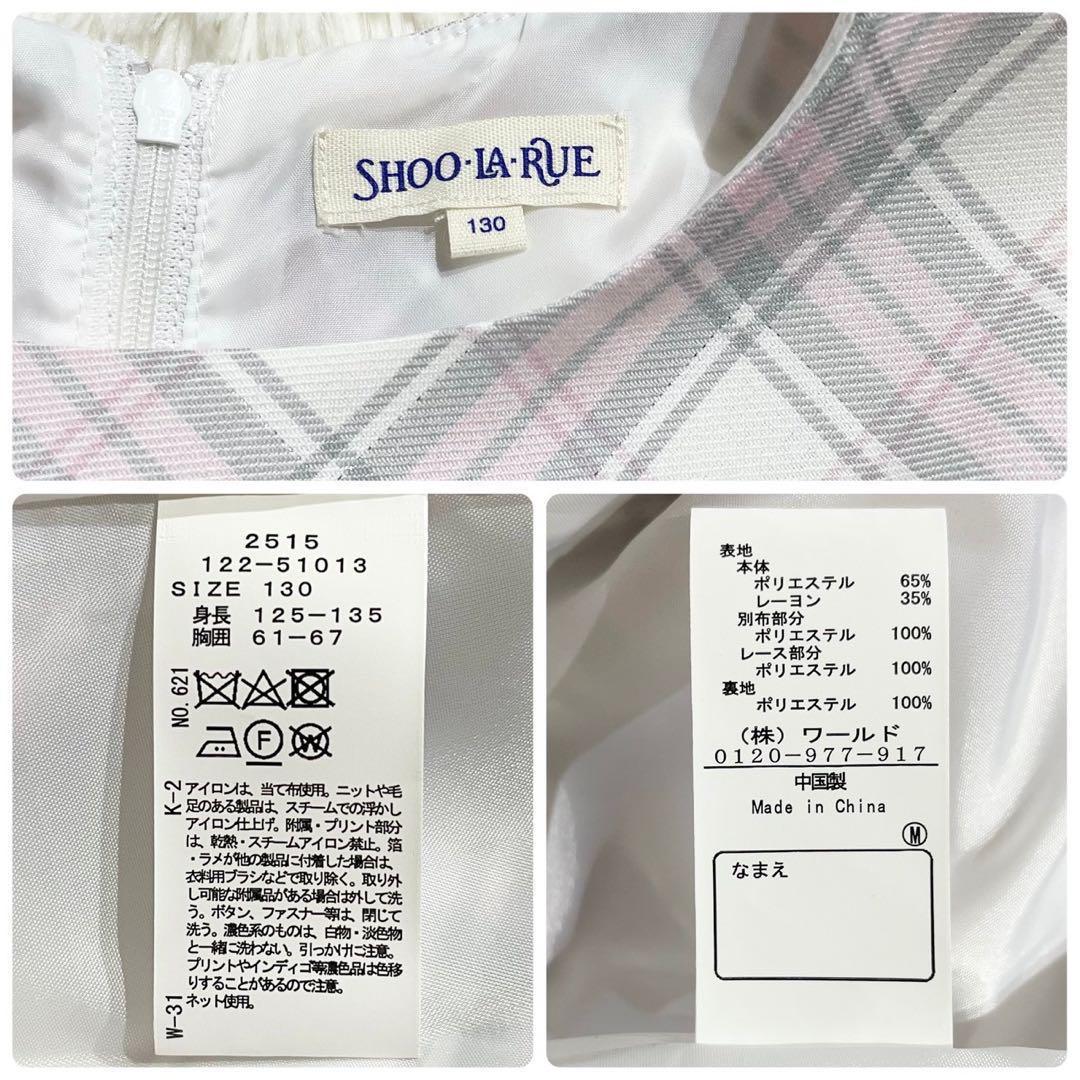 SHOO·LA·RUE
130
2515
122-51013
SIZE 130
身長 125-135
胸囲 61-67
NO.621
F
W
K-2
アイロンは、当て布使用。ニットや毛
足のある製品は、スチームでの浮かし
アイロン仕上げ。附属・プリント部分
は、乾熱・スチームアイロン禁止。箔
・ラメが他の製品に付着した場合は、
衣料用ブラシなどで取り除く。取り外
し可能な附属品がある場合は外して洗
う。ボタン、ファスナー等は、閉じて
洗う。濃色系のものは、白物・淡色物
と一緒に洗わない。引っかけに注意。
プリントやインディゴ等濃色品は色移
りすることがあるので注意。
ネット使用。
W-31
表地
本体
ポリエステル 65%
レーヨン 35%
別布部分
ポリエステル 100%
レース部分
ポリエステル 100%
裏地
ポリエステル 100%
（株）ワールド
0120-977-917
中国製
Made in China
M
なまえ